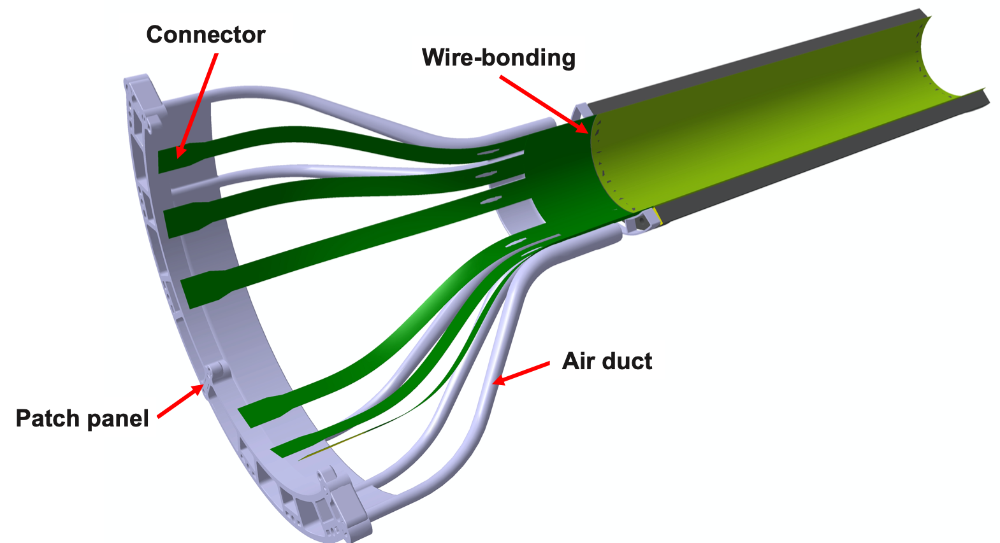 Connector
Wire-bonding
Air duct
Patch panel